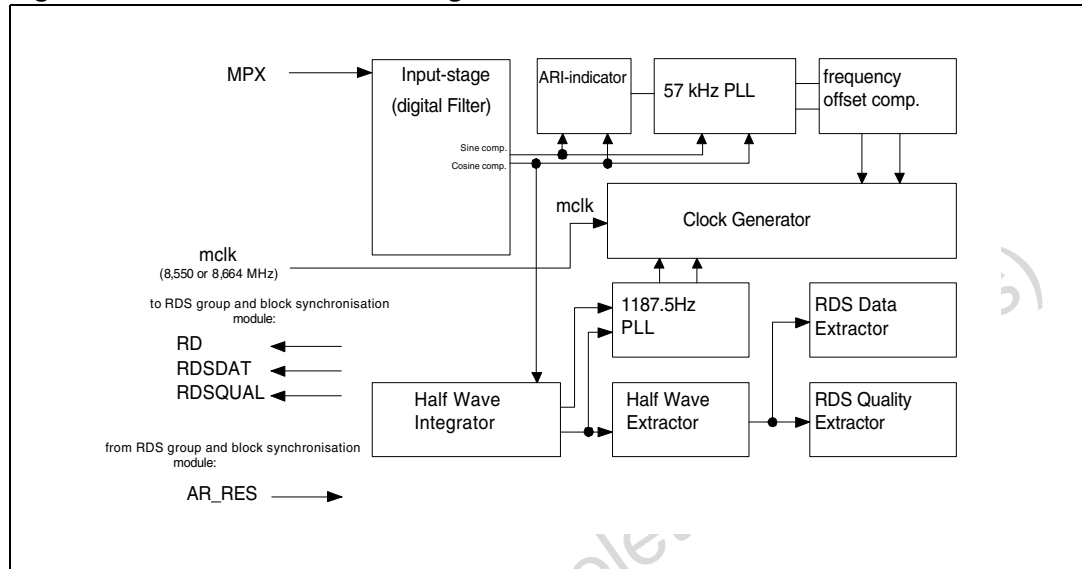 MPX
Input-stage
(digital Filter)
Sine comp.
Cosine comp.
ARI-indicator
57 kHz PLL
frequency
offset comp.
mclk
Clock Generator
mclk
(8,550 or 8,664 MHz)
to RDS group and block synchronisation
module:
RD
RDSDAT
RDSQUAL
1187.5Hz
PLL
RDS Data
Extractor
Half Wave
Integrator
Half Wave
Extractor
RDS Quality
Extractor
from RDS group and block synchronisation
module:
AR_RES